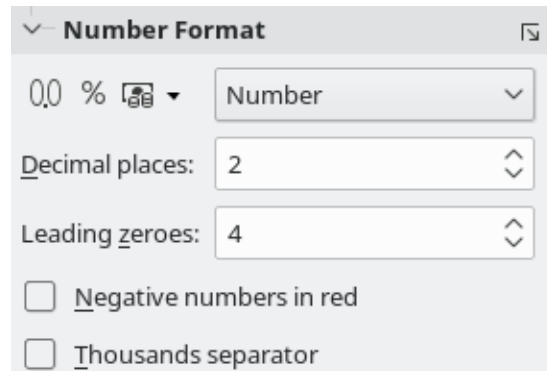 Number Format
0.0 % Number
Decimal places: 2
Leading zeroes: 4
Negative numbers in red
Thousands separator